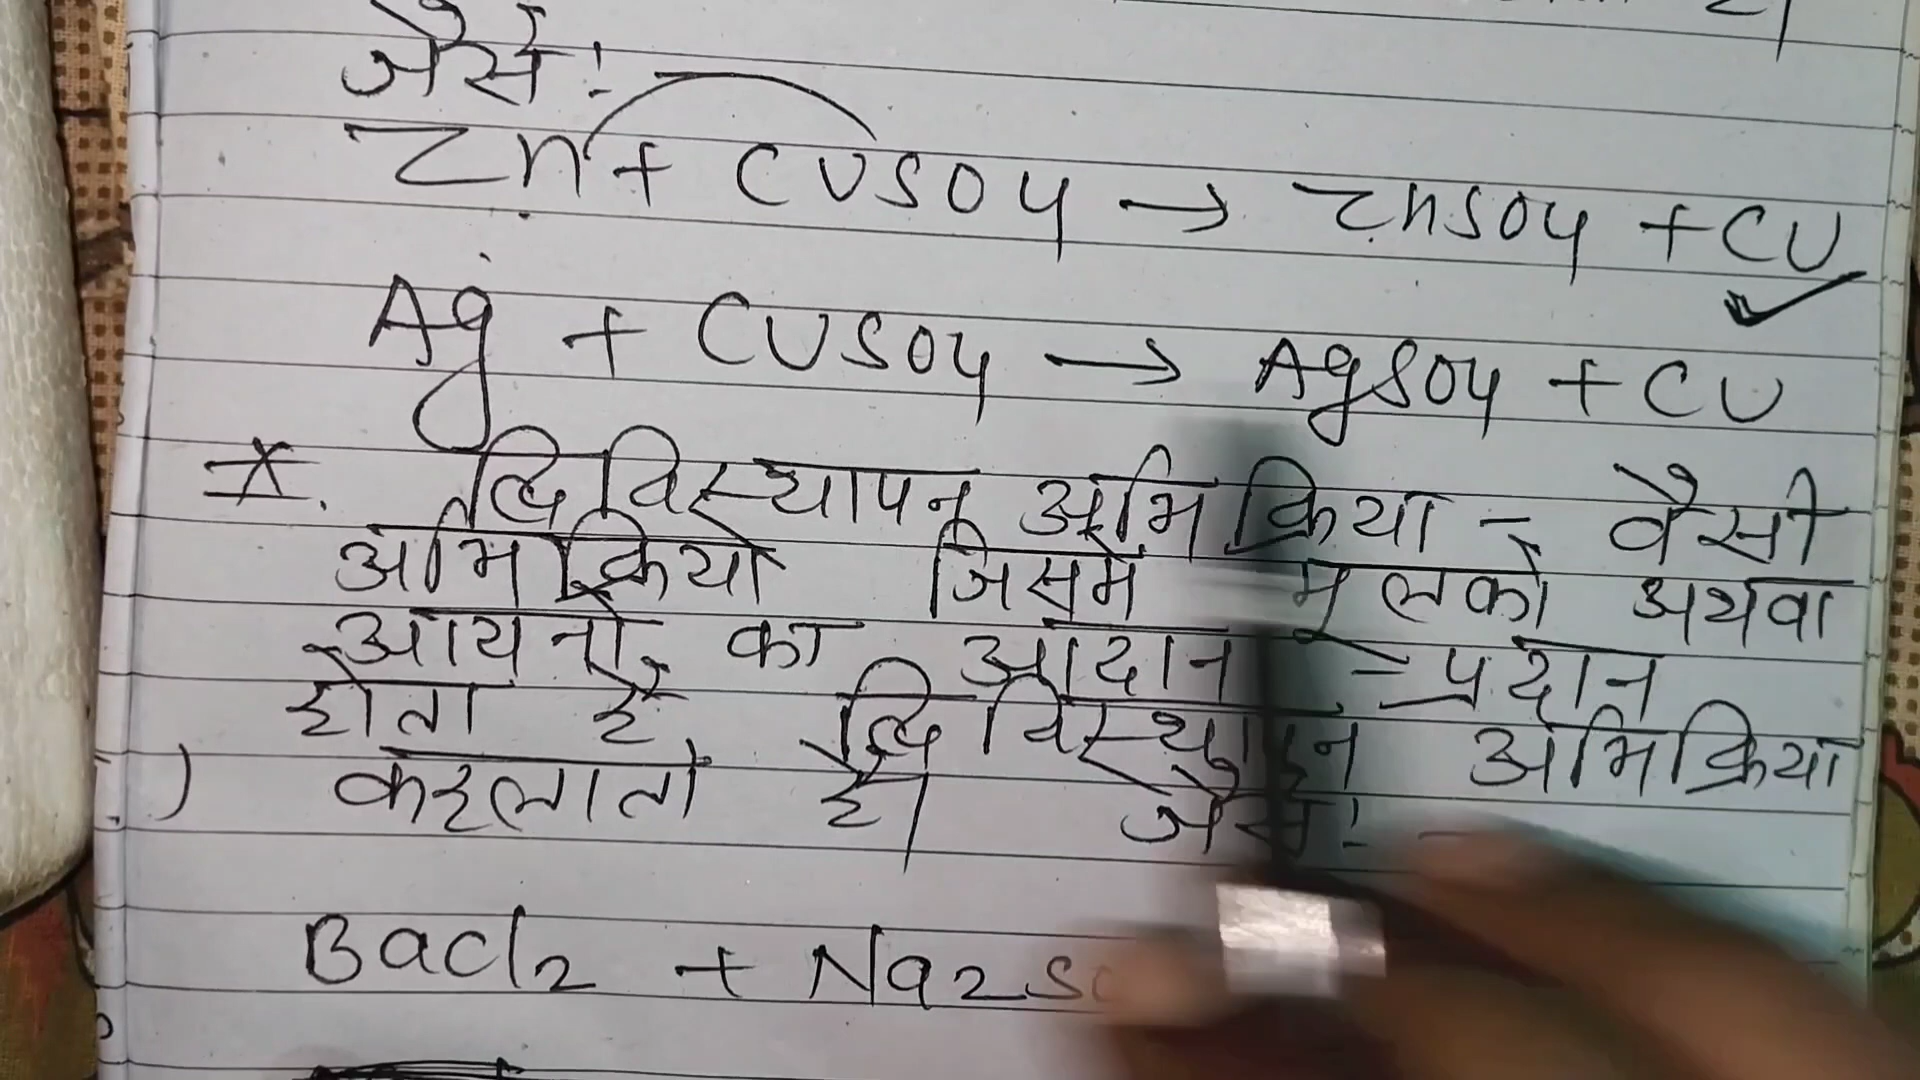 जैसे:
Zn + CuSO4 → ZnSO4 + Cu
Ag + CuSO4 → AgSO4 + Cu
*. द्विविस्थापन अभिक्रिया - वैसी
अभिक्रिया जिसमें मूलको अथवा
आयनों का आदान - प्रदान
होता है द्विविस्थापन अभिक्रिया
कहलाता है। जैसे: -
BaCl2 + Na2SO